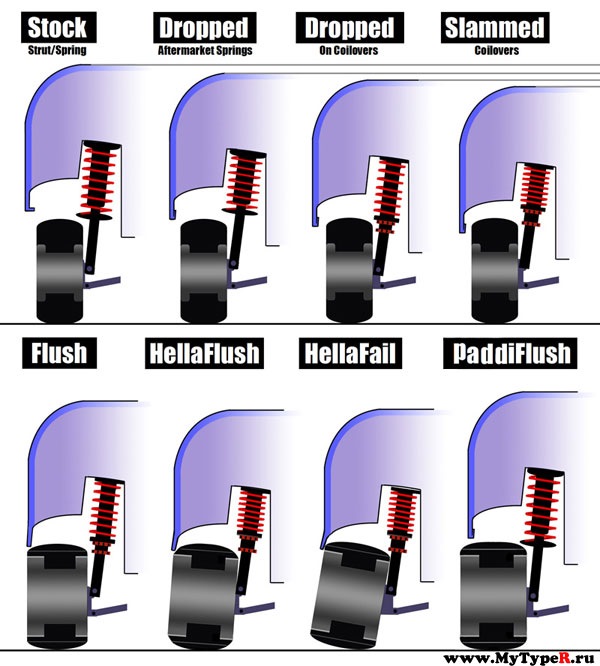 Stock
Strut/Spring
Dropped
Aftermarket Springs
Dropped
On Coilovers
Slammed
Coilovers
Flush
HellaFlush
HellaFail
PaddiFlush
www.MyTypeR.ru